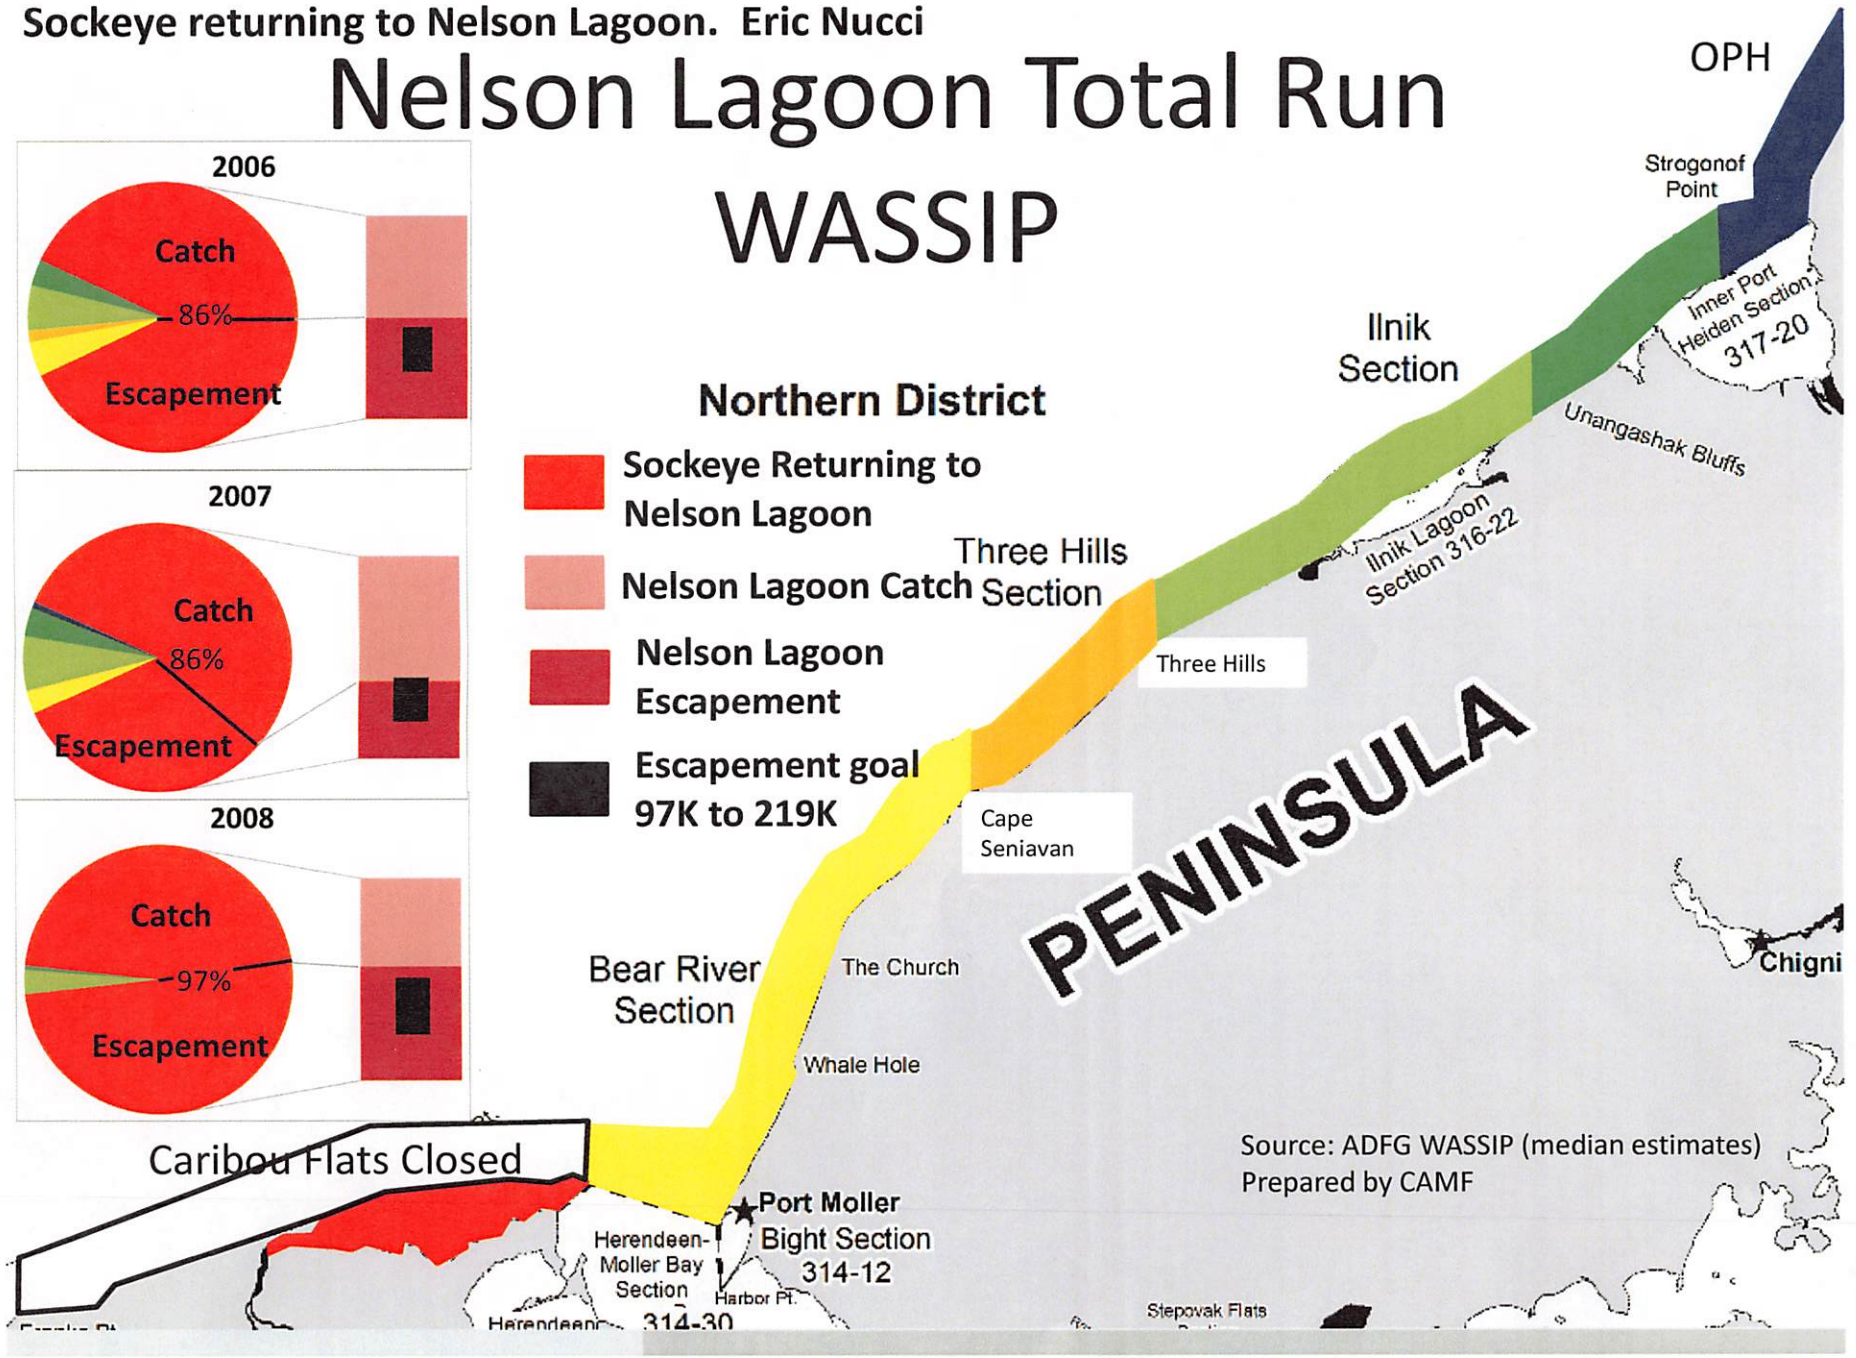 Sockeye returning to Nelson Lagoon. Eric Nucci
Nelson Lagoon Total Run
WASSIP
OPH
2006
Catch
86%
Escapement
2007
Catch
86%
Escapement
2008
Catch
97%
Escapement
Northern District
Sockeye Returning to
Nelson Lagoon
Nelson Lagoon Catch
Nelson Lagoon
Escapement
Escapement goal
97K to 219K
Stroganof
Point
Inner Port
Heiden Section
317-20
Ilnik
Section
Unangashak Bluffs
Ilnik Lagoon
Section 316-22
Three Hills
Section
Three Hills
Cape
Seniavan
PENINSULA
Bear River
Section
The Church
Whale Hole
Chigni
Caribou Flats Closed
Source: ADFG WASSIP (median estimates)
Prepared by CAMF
Port Moller
Bight Section
314-12
Herendeen-
Moller Bay
Section
314-30
Harbor Pt.
Herendeen
Stepovak Flats